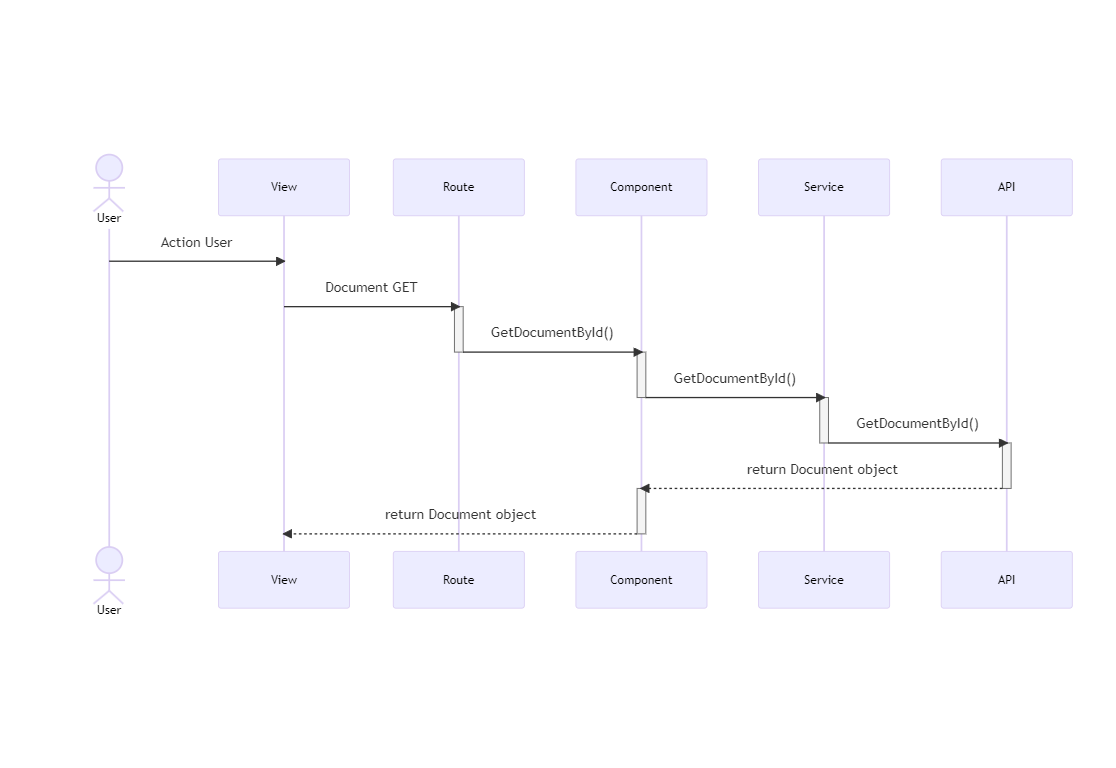 View
Route
Component
Service
API
User
Action User
Document GET
GetDocumentById()
GetDocumentById()
GetDocumentById()
return Document object
return Document object
View
Route
Component
Service
API
User